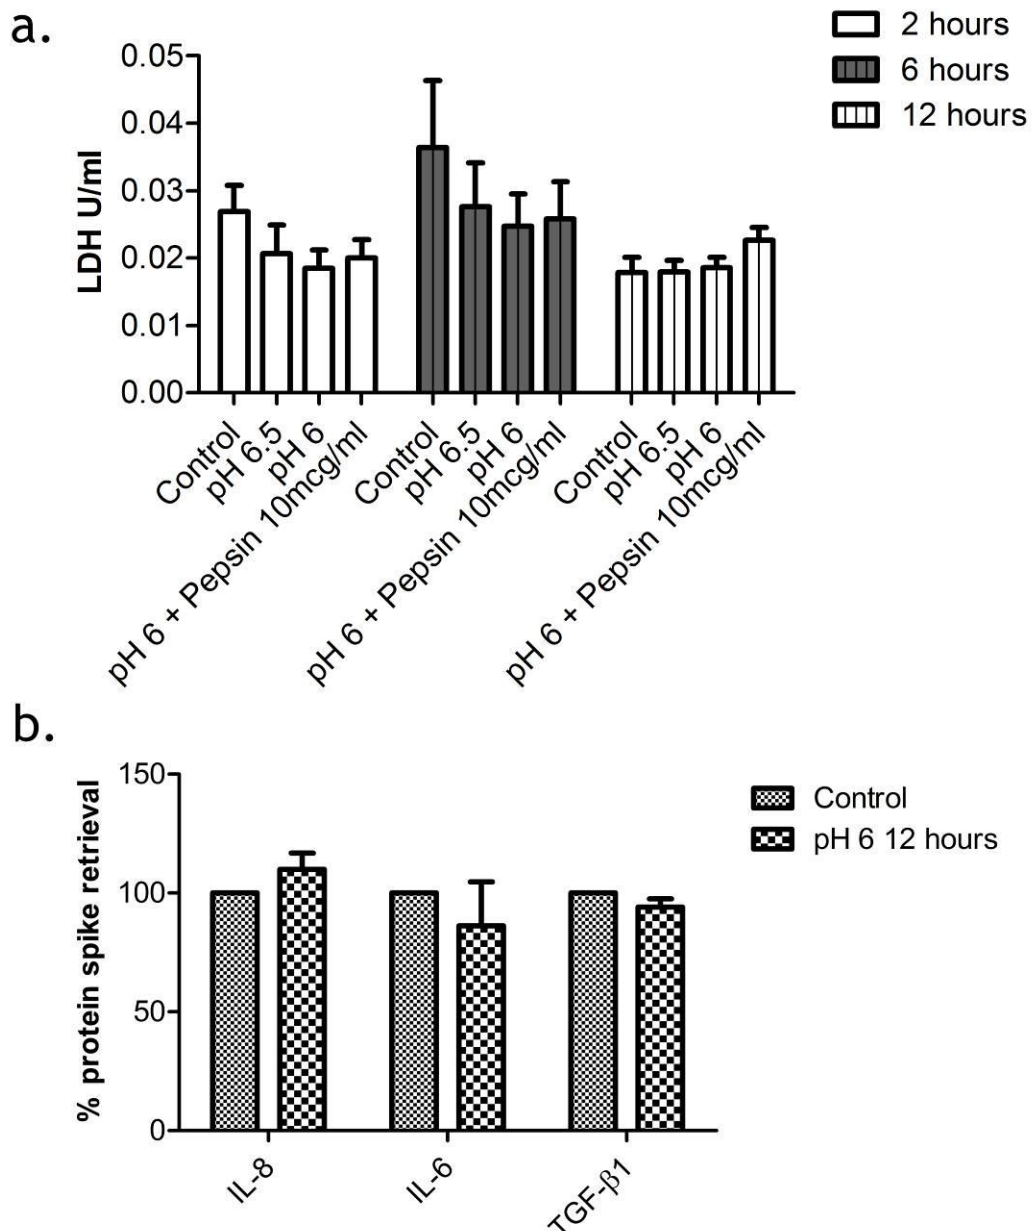 a.
2 hours
6 hours
12 hours
LDH U/ml
0.05
0.04
0.03
0.02
0.01
0.00
Control
pH 6.5
pH 6
pH 6 + Pepsin 10mcg/ml
Control
pH 6.5
pH 6
pH 6 + Pepsin 10mcg/ml
Control
pH 6.5
pH 6
pH 6 + Pepsin 10mcg/ml
b.
% protein spike retrieval
150
100
50
0
Control
pH 6 12 hours
IL-8
IL-6
TGF-β1